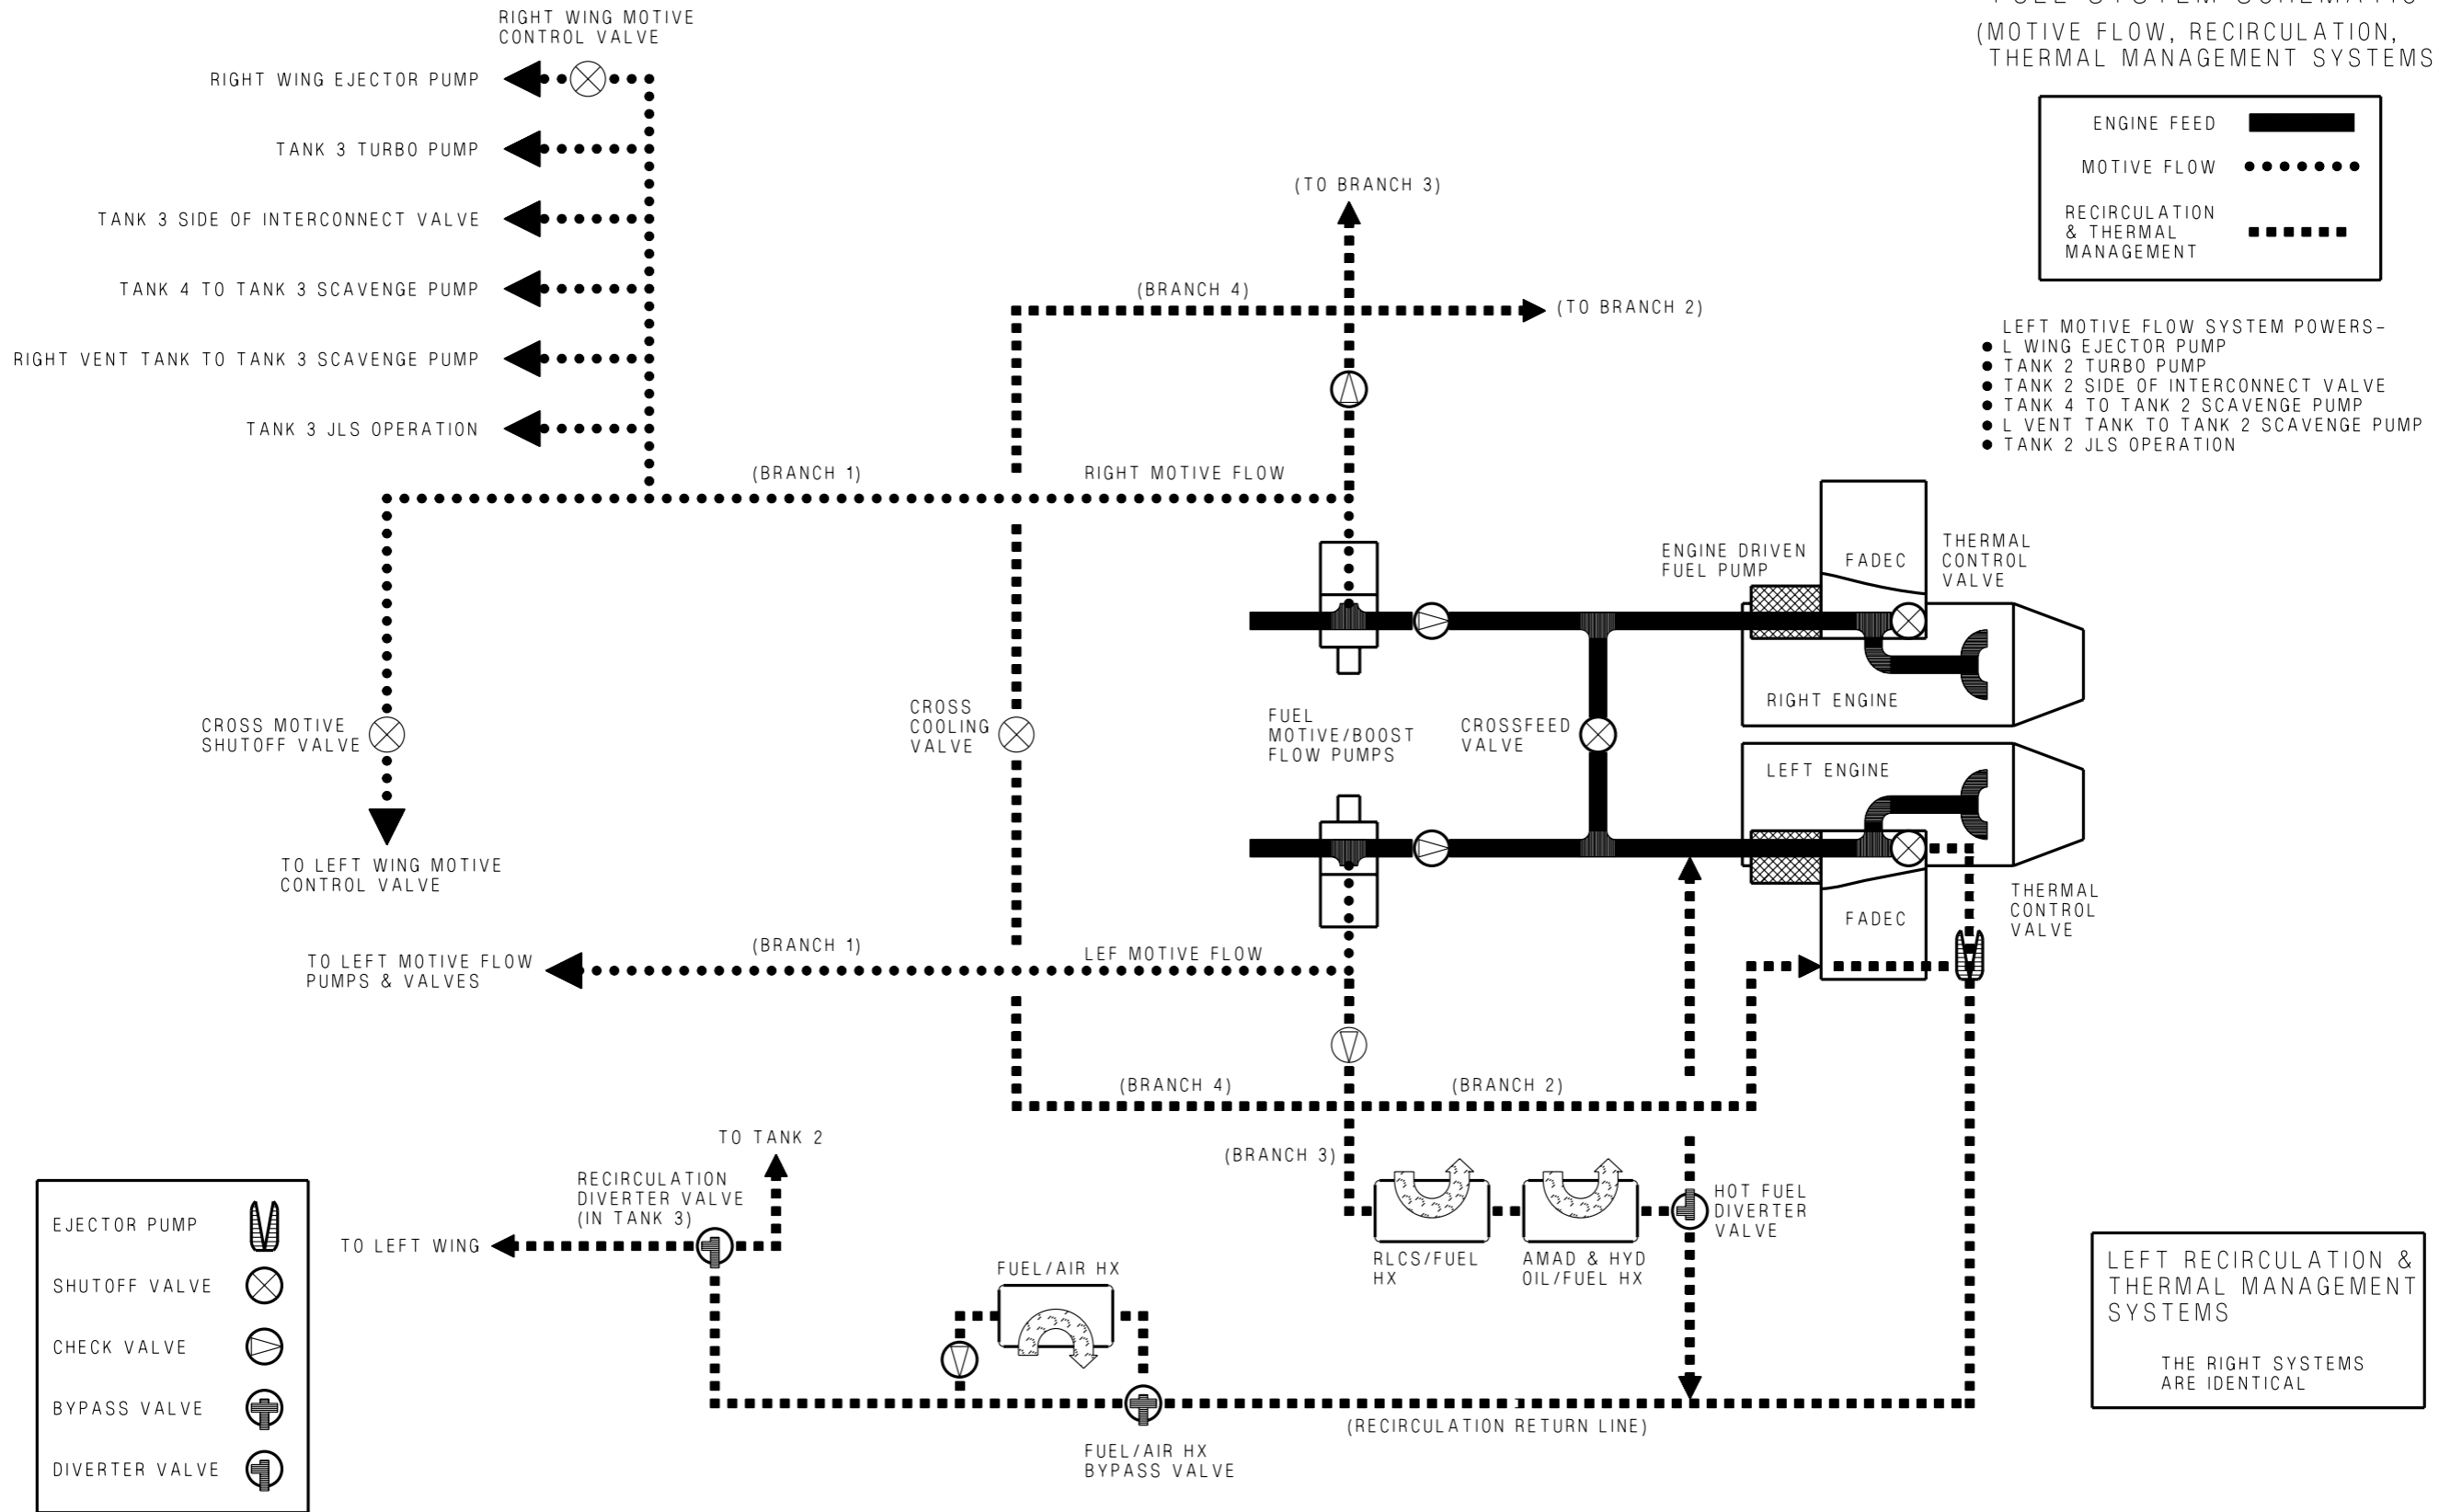 FUEL SYSTEM SCHEMATIC
(MOTIVE FLOW, RECIRCULATION,
THERMAL MANAGEMENT SYSTEMS
ENGINE FEED
MOTIVE FLOW
RECIRCULATION
& THERMAL
MANAGEMENT
LEFT MOTIVE FLOW SYSTEM POWERS-
● L WING EJECTOR PUMP
● TANK 2 TURBO PUMP
● TANK 2 SIDE OF INTERCONNECT VALVE
● TANK 4 TO TANK 2 SCAVENGE PUMP
● L VENT TANK TO TANK 2 SCAVENGE PUMP
● TANK 2 JLS OPERATION
RIGHT WING MOTIVE
CONTROL VALVE
RIGHT WING EJECTOR PUMP
TANK 3 TURBO PUMP
TANK 3 SIDE OF INTERCONNECT VALVE
TANK 4 TO TANK 3 SCAVENGE PUMP
RIGHT VENT TANK TO TANK 3 SCAVENGE PUMP
TANK 3 JLS OPERATION
(TO BRANCH 3)
(BRANCH 4)
(TO BRANCH 2)
(BRANCH 1)
RIGHT MOTIVE FLOW
ENGINE DRIVEN
FUEL PUMP
FADEC
THERMAL
CONTROL
VALVE
RIGHT ENGINE
CROSS MOTIVE
SHUTOFF VALVE
CROSS
COOLING
VALVE
FUEL
MOTIVE/BOOST
FLOW PUMPS
CROSSFEED
VALVE
LEFT ENGINE
TO LEFT WING MOTIVE
CONTROL VALVE
FADEC
THERMAL
CONTROL
VALVE
TO LEFT MOTIVE FLOW
PUMPS & VALVES
(BRANCH 1)
LEF MOTIVE FLOW
(BRANCH 4)
(BRANCH 2)
(BRANCH 3)
TO TANK 2
RECIRCULATION
DIVERTER VALVE
(IN TANK 3)
TO LEFT WING
FUEL/AIR HX
RLCS/FUEL
HX
AMAD & HYD
OIL/FUEL HX
HOT FUEL
DIVERTER
VALVE
(RECIRCULATION RETURN LINE)
FUEL/AIR HX
BYPASS VALVE
EJECTOR PUMP
SHUTOFF VALVE
CHECK VALVE
BYPASS VALVE
DIVERTER VALVE
LEFT RECIRCULATION &
THERMAL MANAGEMENT
SYSTEMS
THE RIGHT SYSTEMS
ARE IDENTICAL